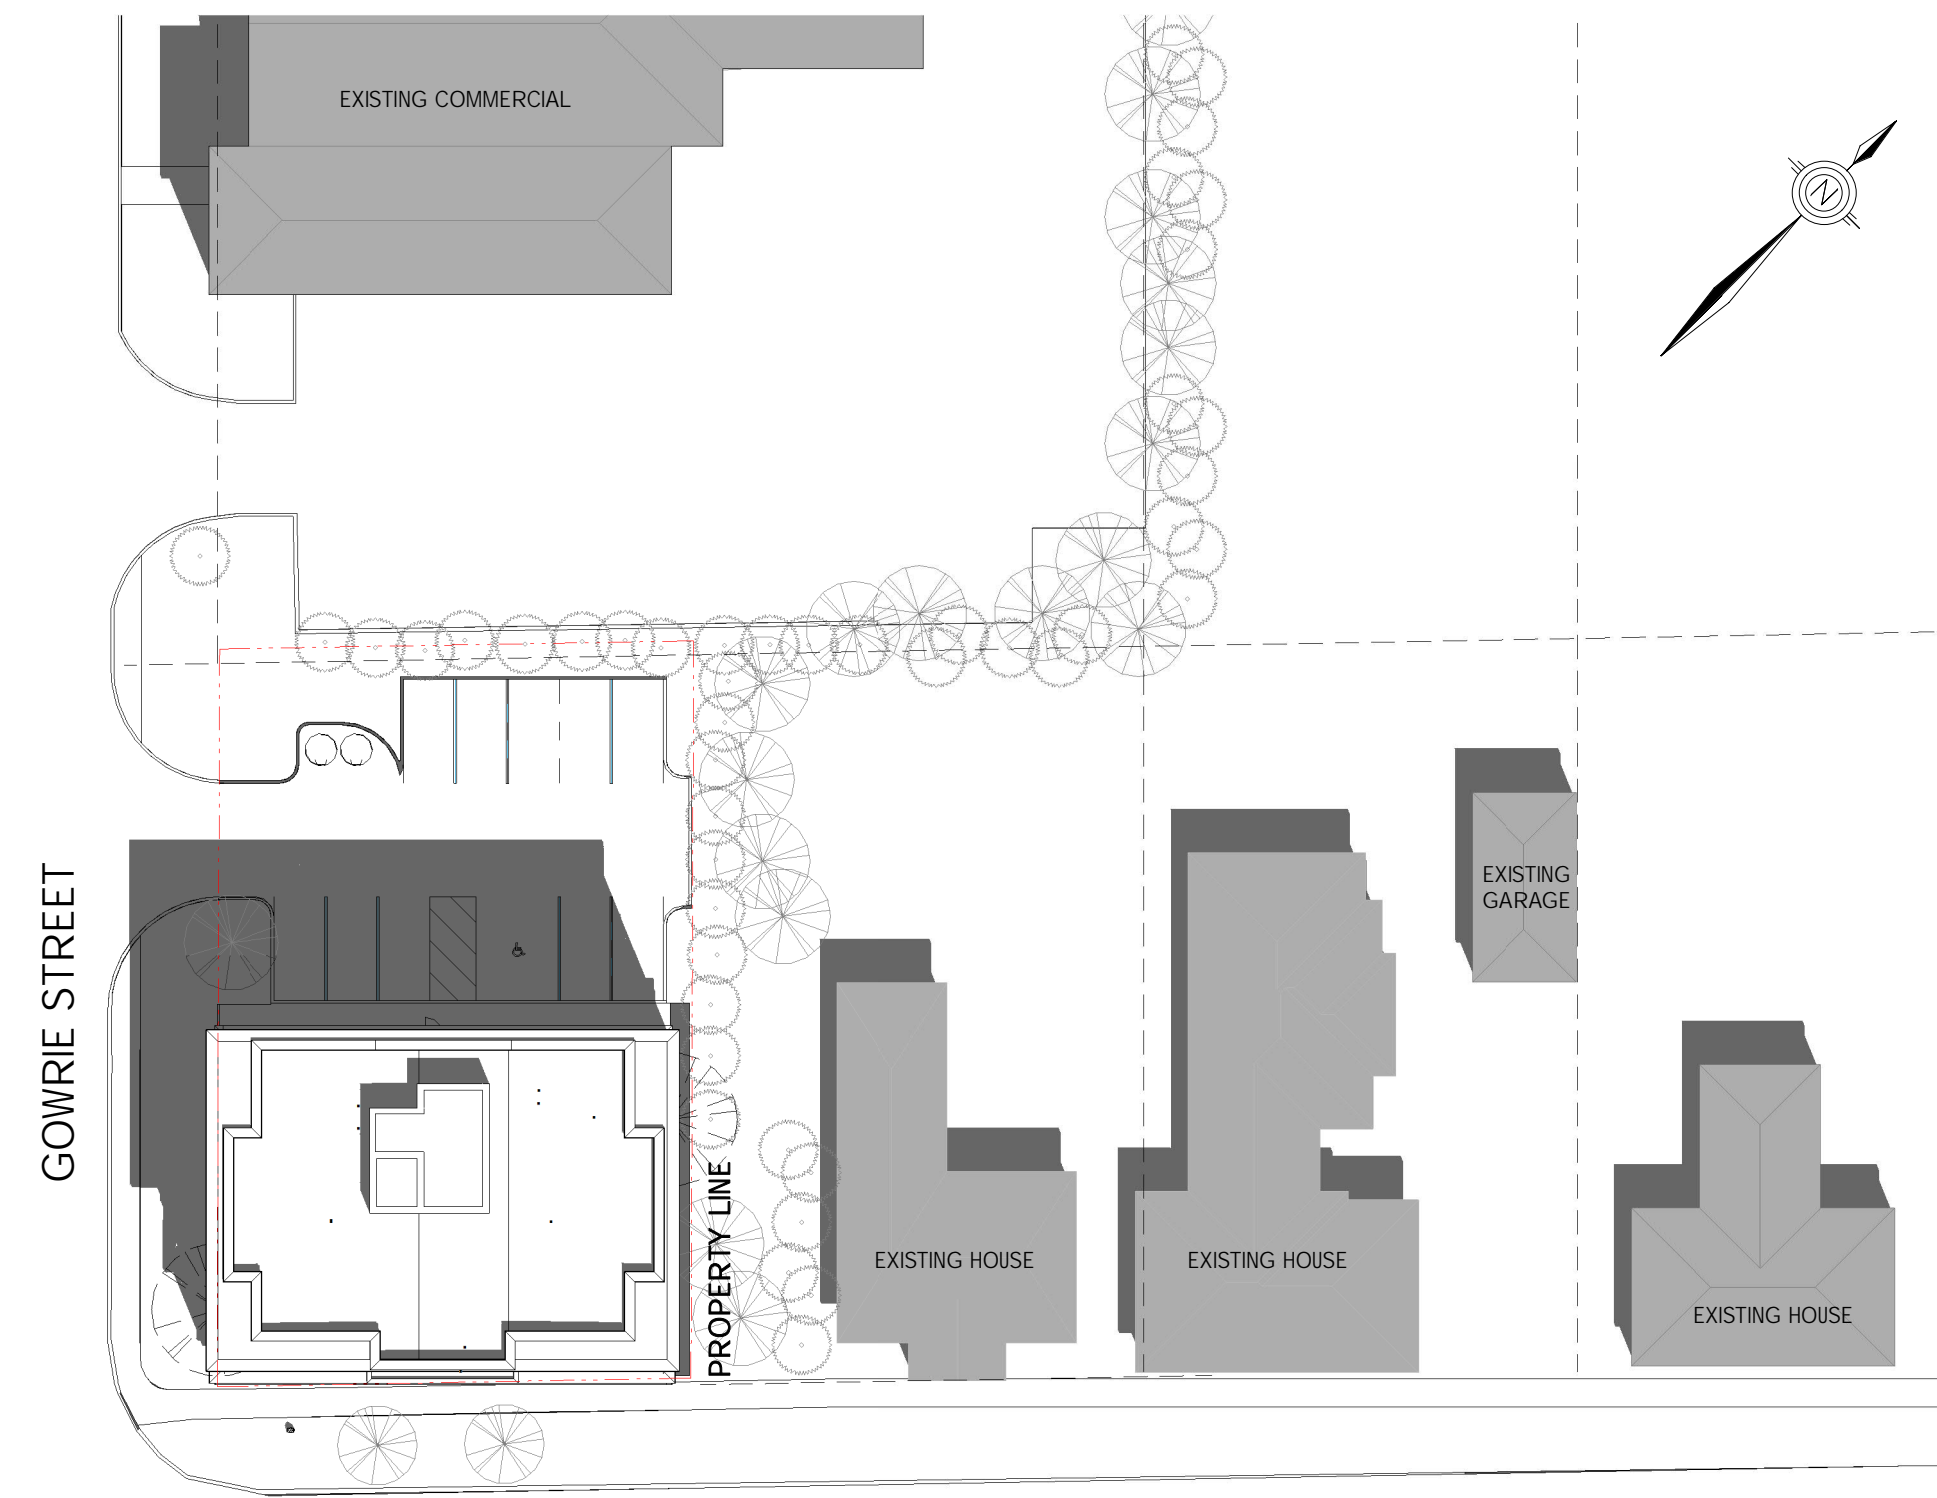 EXISTING COMMERCIAL
N
EXISTING
GARAGE
GOWRIE STREET
PROPERTY LINE
EXISTING HOUSE
EXISTING HOUSE
EXISTING HOUSE